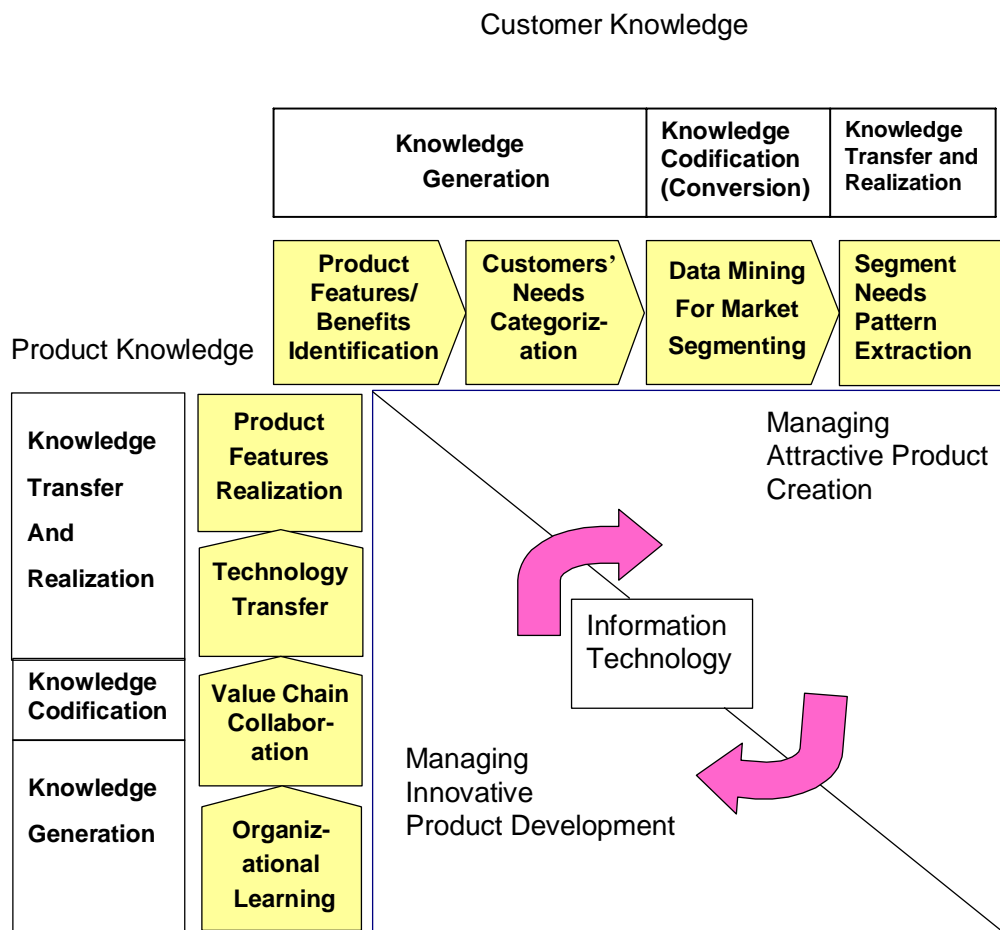 Customer Knowledge
Knowledge
Generation
Knowledge
Codification
(Conversion)
Knowledge
Transfer and
Realization
Product
Features/
Benefits
Identification
Customers’
Needs
Categoriz-
ation
Data Mining
For Market
Segmenting
Segment
Needs
Pattern
Extraction
Product Knowledge
Knowledge
Transfer
And
Realization
Knowledge
Codification
Knowledge
Generation
Product
Features
Realization
Technology
Transfer
Value Chain
Collabor-
ation
Organiz-
ational
Learning
Managing
Attractive Product
Creation
Information
Technology
Managing
Innovative
Product Development